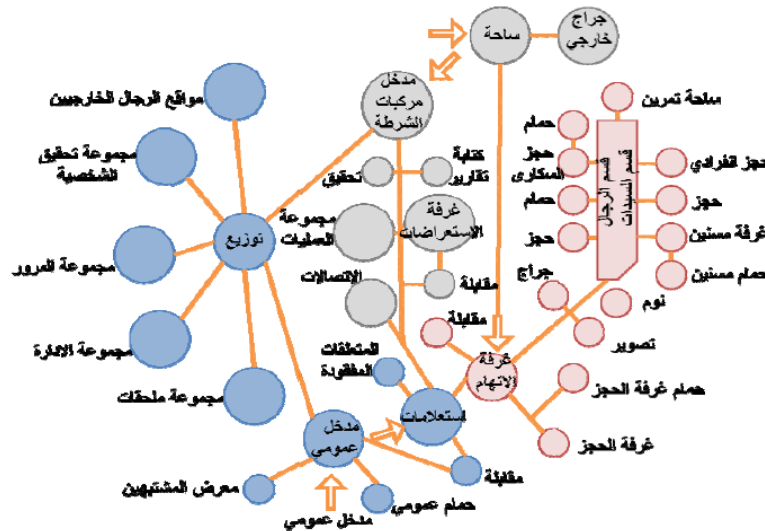 جراج
خارجي
ساحة
مدخل
مركبات
الشرطة
مواقع الرجال الخارجيين
مجموعة تحقيق
الشخصية
توزيع
مجموعة المرور
مجموعة الادارة
مجموعة ملحقات
تحقيق
كتابة
تقارير
مجموعة
العمليات
غرفة
الاستعراضات
الاتصالات
مقابلة
ساحة تمرين
حمام
حجز
السكارى
حمام
حجز
قسم الرجال
قسم السيدات
حجز انفرادي
حجز
غرفة مسنين
حمام مسنين
جراج
نوم
تصوير
مقابلة
غرفة
الاتهام
حمام غرفة الحجز
غرفة الحجز
المتعلقات
المفقودة
استعلامات
مدخل
عمومي
مقابلة
معرض المشتبهين
حمام عمومي
مدخل عمومي